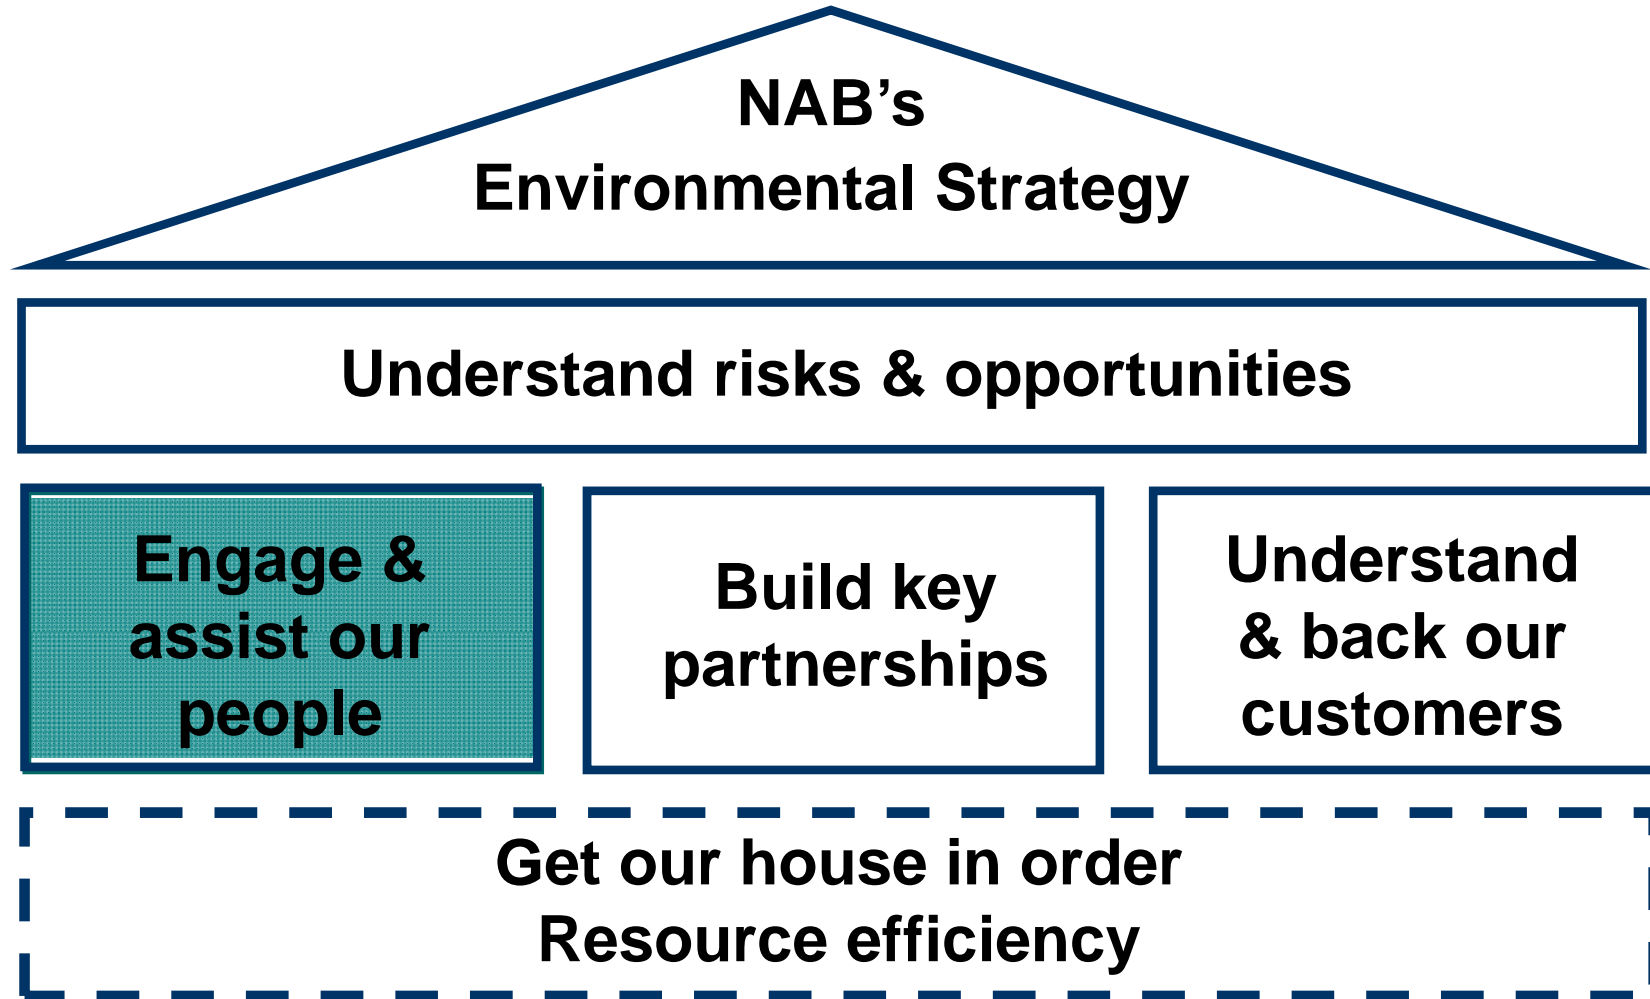 NAB’s
Environmental Strategy
Understand risks & opportunities
Engage &
assist our
people
Build key
partnerships
Understand
& back our
customers
Get our house in order
Resource efficiency